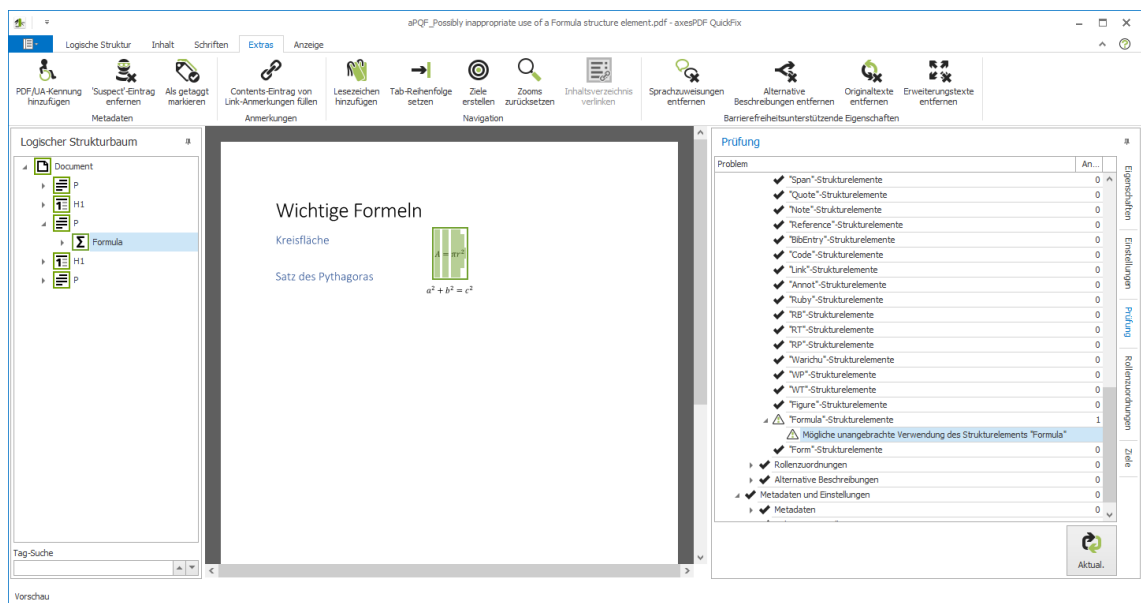 aPQF_Possibly inappropriate use of a Formula structure element.pdf - axesPDF QuickFix
Logische Struktur Inhalt Schriften Extras Anzeige
PDF/UA-Kennung hinzufügen
'Suspect'-Eintrag entfernen
Als getaggt markieren
Contents-Eintrag von Link-Anmerkungen füllen
Lesezeichen hinzufügen
Tab-Reihenfolge setzen
Ziele erstellen
Zooms zurücksetzen
Inhaltsverzeichnis verlinken
Sprachzuweisungen entfernen
Alternative Beschreibungen entfernen
Originaltexte entfernen
Erweiterungstexte entfernen
Metadaten
Anmerkungen
Navigation
Barrierefreiheitsunterstützende Eigenschaften
Logischer Strukturbaum
Document
P
H1
P
Formula
H1
P
Tag-Suche
Vorschau
Wichtige Formeln
Kreisfläche
A = πr²
Satz des Pythagoras
a² + b² = c²
Prüfung
Problem An...
"Span"-Strukturelemente 0
"Quote"-Strukturelemente 0
"Note"-Strukturelemente 0
"Reference"-Strukturelemente 0
"BibEntry"-Strukturelemente 0
"Code"-Strukturelemente 0
"Link"-Strukturelemente 0
"Annot"-Strukturelemente 0
"Ruby"-Strukturelemente 0
"RB"-Strukturelemente 0
"RT"-Strukturelemente 0
"RP"-Strukturelemente 0
"Warichu"-Strukturelemente 0
"WP"-Strukturelemente 0
"WT"-Strukturelemente 0
"Figure"-Strukturelemente 0
"Formula"-Strukturelemente 1
Mögliche unangebrachte Verwendung des Strukturelements "Formula"
"Form"-Strukturelemente 0
Rollenzuordnungen 0
Alternative Beschreibungen 0
Metadaten und Einstellungen 0
Metadaten 0
Aktual.
Eigenschaften
Einstellungen
Prüfung
Rollenzuordnungen
Ziele